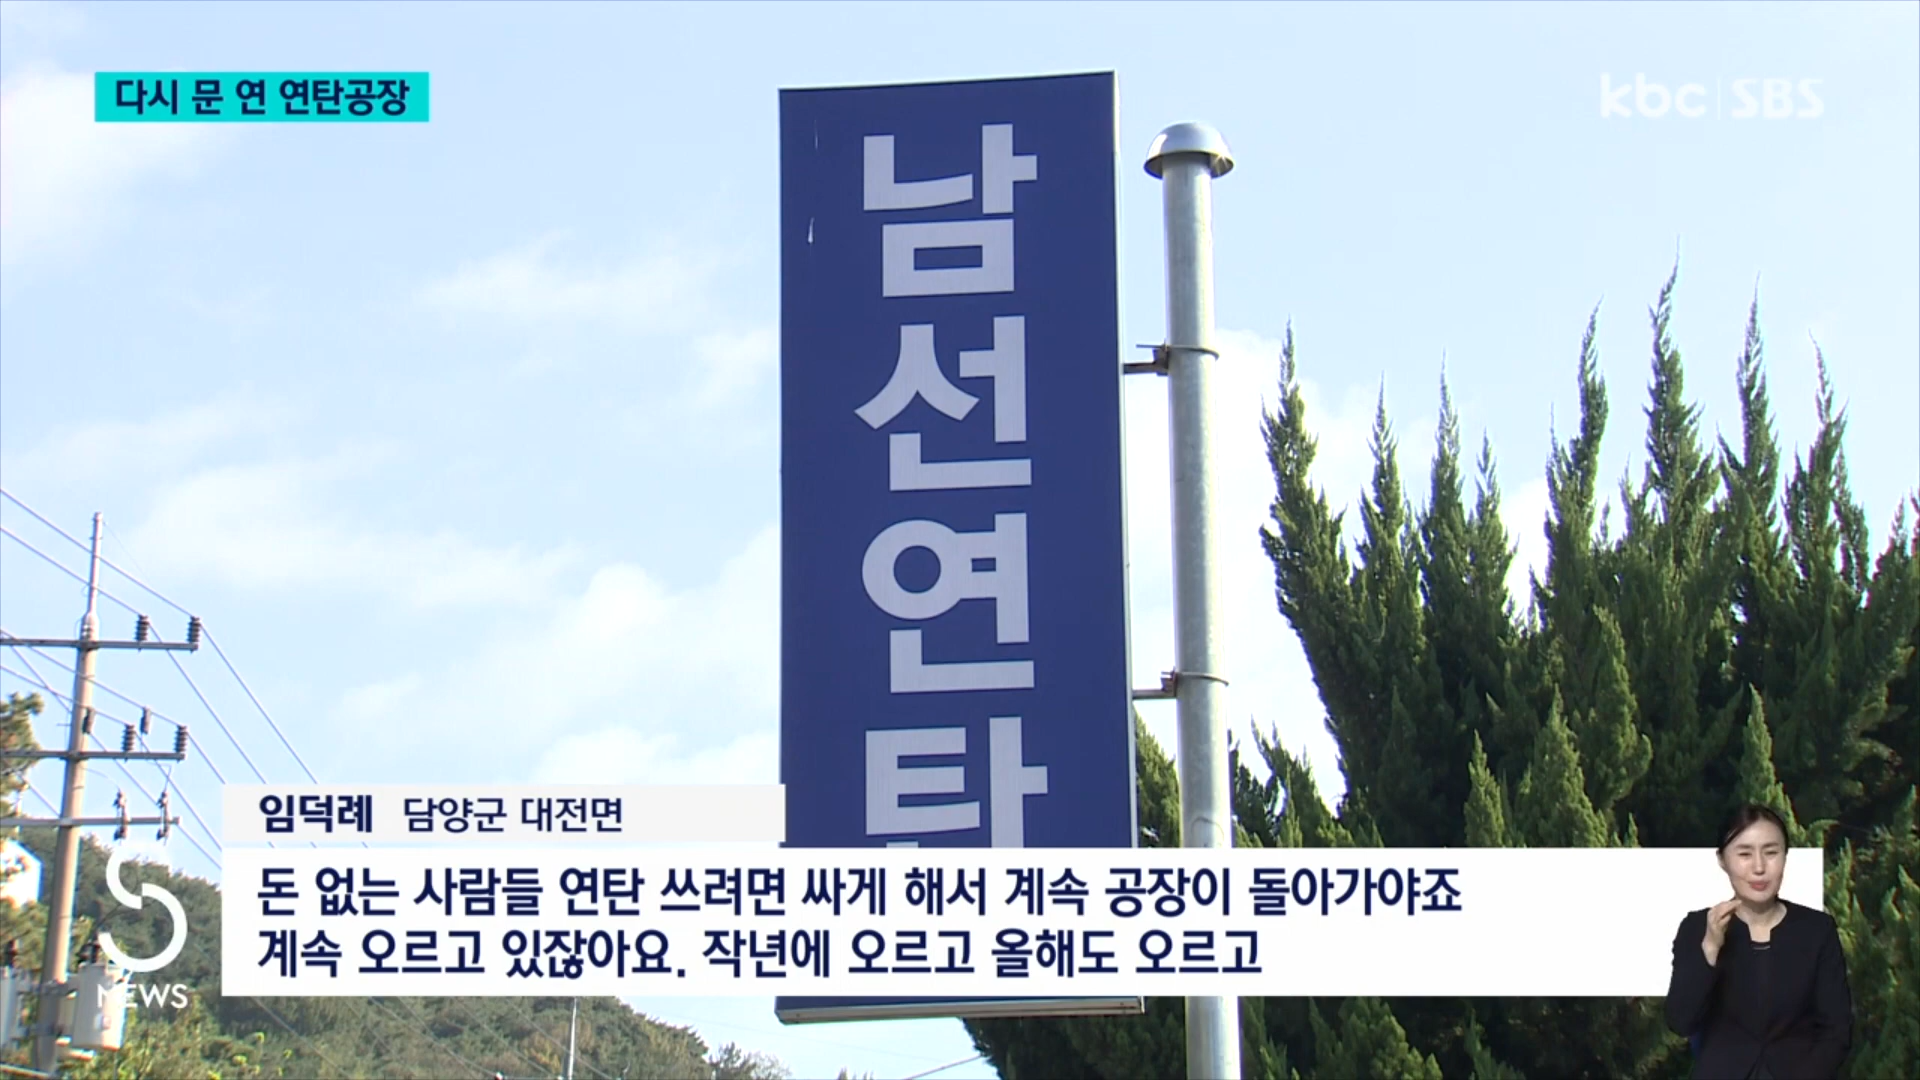 다시 문 연 연탄공장
kbc SBS
남선연탄
임덕례 담양군 대전면
돈 없는 사람들 연탄 쓰려면 싸게 해서 계속 공장이 돌아가야죠
계속 오르고 있잖아요. 작년에 오르고 올해도 오르고
NEWS